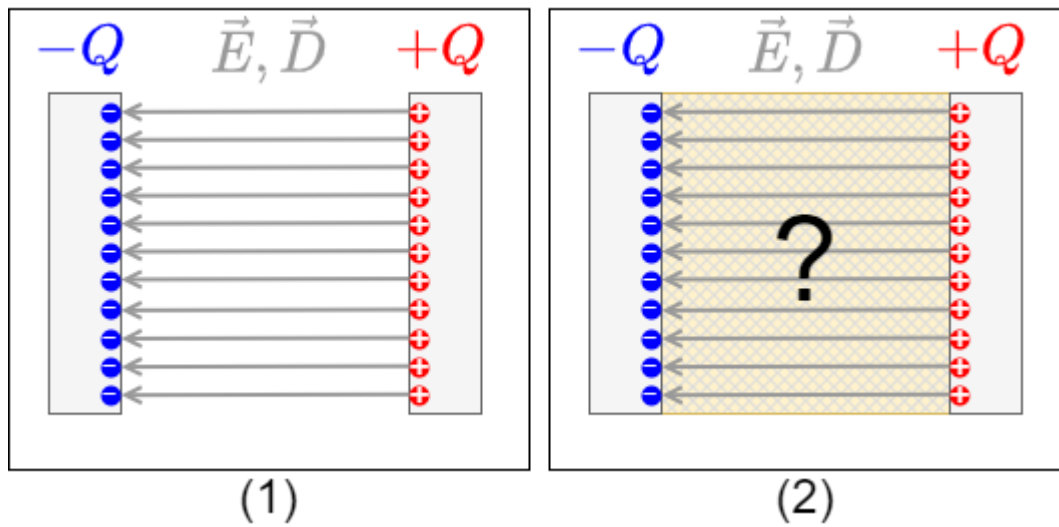 −Q E⃗, D⃗ +Q
−Q E⃗, D⃗ +Q
?
(1)
(2)